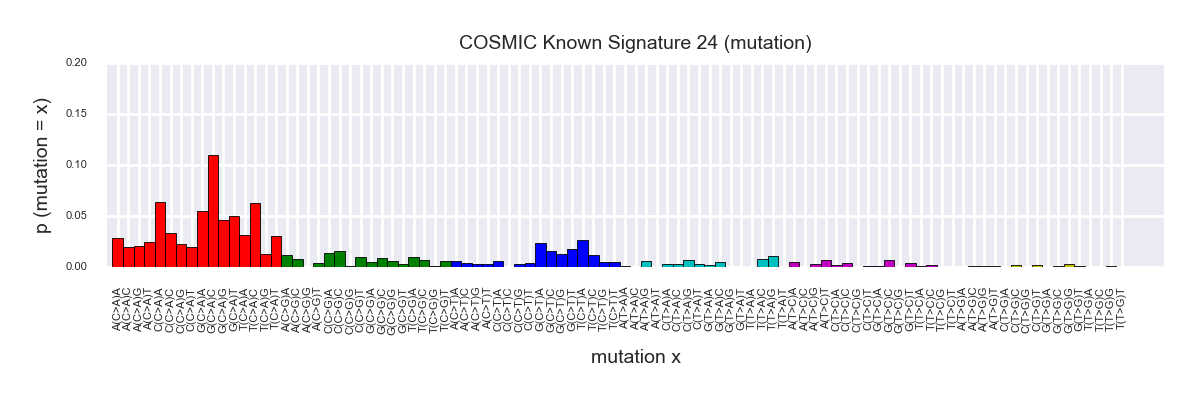 COSMIC Known Signature 24 (mutation)
p (mutation = x)
0.20
0.15
0.10
0.05
0.00
A(C>A)A
A(C>A)C
A(C>A)G
A(C>A)T
C(C>A)A
C(C>A)C
C(C>A)G
C(C>A)T
G(C>A)A
G(C>A)C
G(C>A)G
G(C>A)T
T(C>A)A
T(C>A)C
T(C>A)G
T(C>A)T
A(C>G)A
A(C>G)C
A(C>G)G
A(C>G)T
C(C>G)A
C(C>G)C
C(C>G)G
C(C>G)T
G(C>G)A
G(C>G)C
G(C>G)G
G(C>G)T
T(C>G)A
T(C>G)C
T(C>G)G
T(C>G)T
A(C>T)A
A(C>T)C
A(C>T)G
A(C>T)T
C(C>T)A
C(C>T)C
C(C>T)G
C(C>T)T
G(C>T)A
G(C>T)C
G(C>T)G
G(C>T)T
T(C>T)A
T(C>T)C
T(C>T)G
T(C>T)T
A(T>A)A
A(T>A)C
A(T>A)G
A(T>A)T
C(T>A)A
C(T>A)C
C(T>A)G
C(T>A)T
G(T>A)A
G(T>A)C
G(T>A)G
G(T>A)T
T(T>A)A
T(T>A)C
T(T>A)G
T(T>A)T
A(T>C)A
A(T>C)C
A(T>C)G
A(T>C)T
C(T>C)A
C(T>C)C
C(T>C)G
C(T>C)T
G(T>C)A
G(T>C)C
G(T>C)G
G(T>C)T
T(T>C)A
T(T>C)C
T(T>C)G
T(T>C)T
A(T>G)A
A(T>G)C
A(T>G)G
A(T>G)T
C(T>G)A
C(T>G)C
C(T>G)G
C(T>G)T
G(T>G)A
G(T>G)C
G(T>G)G
G(T>G)T
T(T>G)A
T(T>G)C
T(T>G)G
T(T>G)T
mutation x